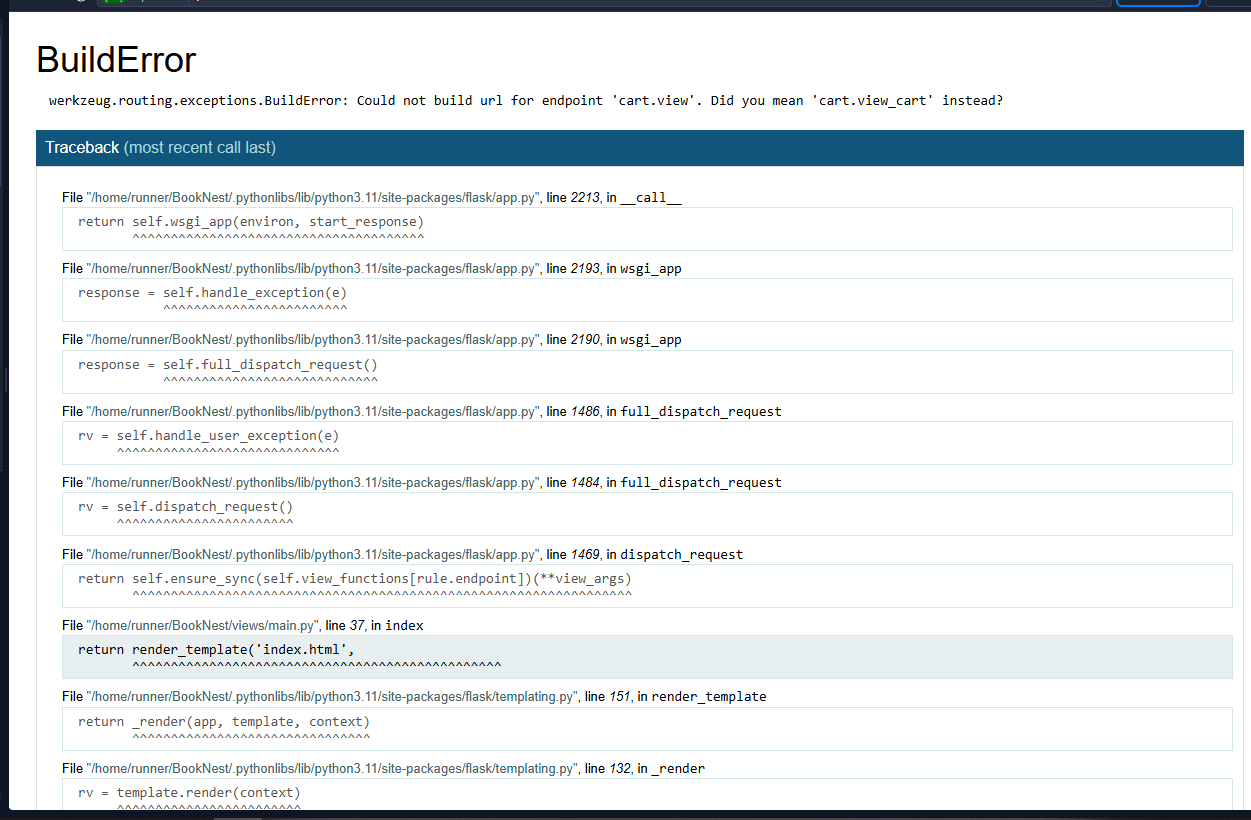 BuildError
werkzeug.routing.exceptions.BuildError: Could not build url for endpoint 'cart.view'. Did you mean 'cart.view_cart' instead?
Traceback (most recent call last)
File "/home/runner/BookNest/.pythonlibs/lib/python3.11/site-packages/flask/app.py", line 2213, in __call__
return self.wsgi_app(environ, start_response)
^^^^^^^^^^^^^^^^^^^^^^^^^^^^^^^^^^^^^^
File "/home/runner/BookNest/.pythonlibs/lib/python3.11/site-packages/flask/app.py", line 2193, in wsgi_app
response = self.handle_exception(e)
^^^^^^^^^^^^^^^^^^^^^^^^
File "/home/runner/BookNest/.pythonlibs/lib/python3.11/site-packages/flask/app.py", line 2190, in wsgi_app
response = self.full_dispatch_request()
^^^^^^^^^^^^^^^^^^^^^^^^^^^^
File "/home/runner/BookNest/.pythonlibs/lib/python3.11/site-packages/flask/app.py", line 1486, in full_dispatch_request
rv = self.handle_user_exception(e)
^^^^^^^^^^^^^^^^^^^^^^^^^^^^^
File "/home/runner/BookNest/.pythonlibs/lib/python3.11/site-packages/flask/app.py", line 1484, in full_dispatch_request
rv = self.dispatch_request()
^^^^^^^^^^^^^^^^^^^^^^^
File "/home/runner/BookNest/.pythonlibs/lib/python3.11/site-packages/flask/app.py", line 1469, in dispatch_request
return self.ensure_sync(self.view_functions[rule.endpoint])(**view_args)
^^^^^^^^^^^^^^^^^^^^^^^^^^^^^^^^^^^^^^^^^^^^^^^^^^^^^^^^^^^^^^^^^
File "/home/runner/BookNest/views/main.py", line 37, in index
return render_template('index.html',
^^^^^^^^^^^^^^^^^^^^^^^^^^^^^^^^^^^^^^^^^^^^^^^^
File "/home/runner/BookNest/.pythonlibs/lib/python3.11/site-packages/flask/templating.py", line 151, in render_template
return _render(app, template, context)
^^^^^^^^^^^^^^^^^^^^^^^^^^^^^^^
File "/home/runner/BookNest/.pythonlibs/lib/python3.11/site-packages/flask/templating.py", line 132, in _render
rv = template.render(context)
^^^^^^^^^^^^^^^^^^^^^^^^